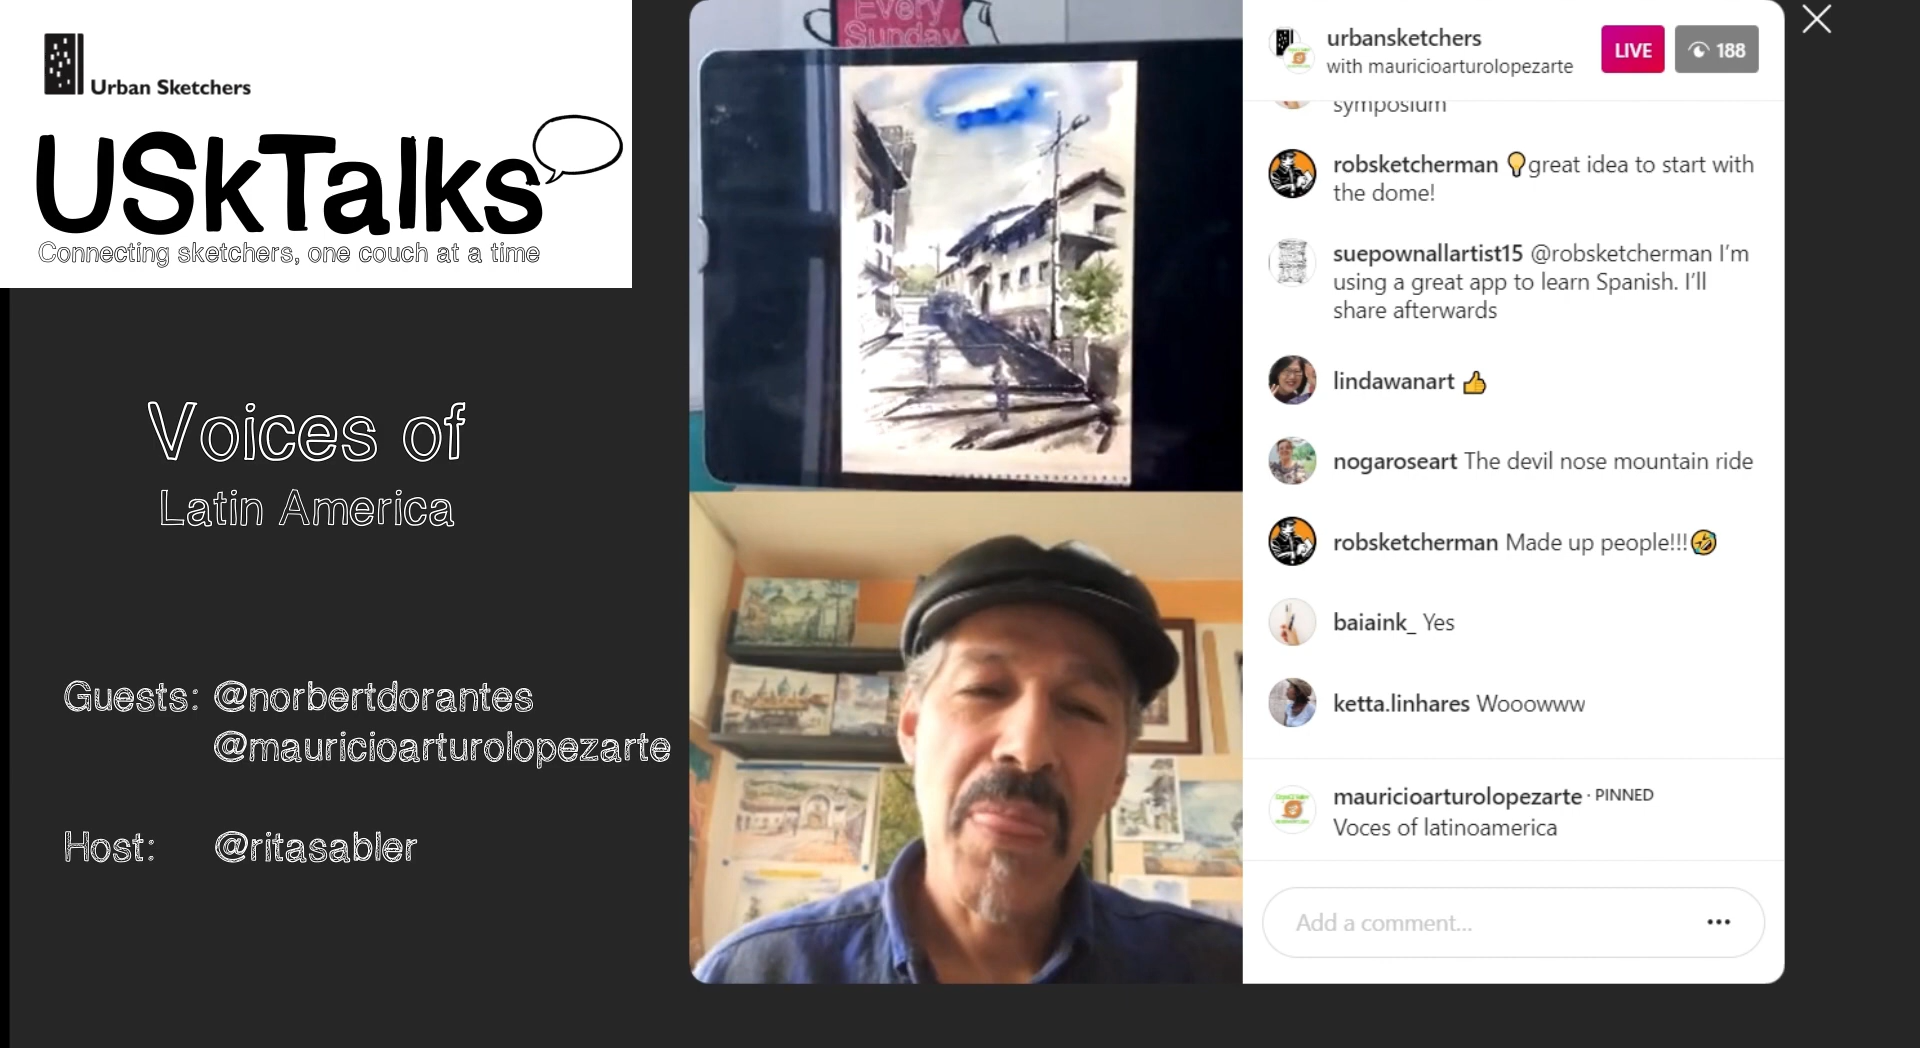 Urban Sketchers
USkTalks
Connecting sketchers, one couch at a time
Voices of
Latin America
Guests: @norbertdorantes
@mauricioarturolopezarte
Host: @ritasabler
Every
Sunday
urbansketchers
with mauricioarturolopezarte
LIVE
188
symposium
robsketcherman 💡great idea to start with
the dome!
suepownallartist15 @robsketcherman I'm
using a great app to learn Spanish. I'll
share afterwards
lindawanart 👍
nogaroseart The devil nose mountain ride
robsketcherman Made up people!!!🤣
baiaink_ Yes
ketta.linhares Wooowww
mauricioarturolopezarte · PINNED
Voces of latinoamerica
Add a comment...